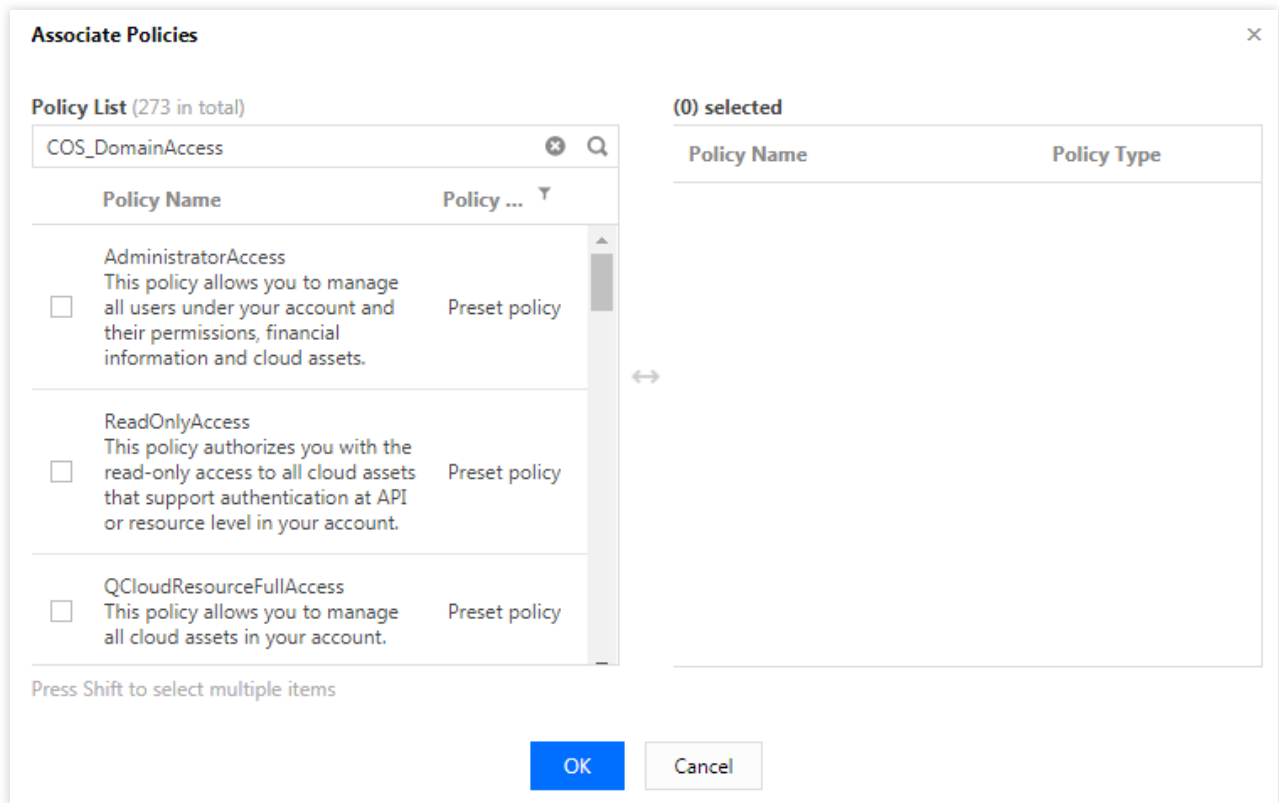 Associate Policies
Policy List (273 in total)
COS_DomainAccess
Policy Name
Policy ...
AdministratorAccess
This policy allows you to manage
all users under your account and
their permissions, financial
information and cloud assets.
Preset policy
ReadOnlyAccess
This policy authorizes you with the
read-only access to all cloud assets
that support authentication at API
or resource level in your account.
Preset policy
QCloudResourceFullAccess
This policy allows you to manage
all cloud assets in your account.
Preset policy
Press Shift to select multiple items
(0) selected
Policy Name
Policy Type
OK
Cancel